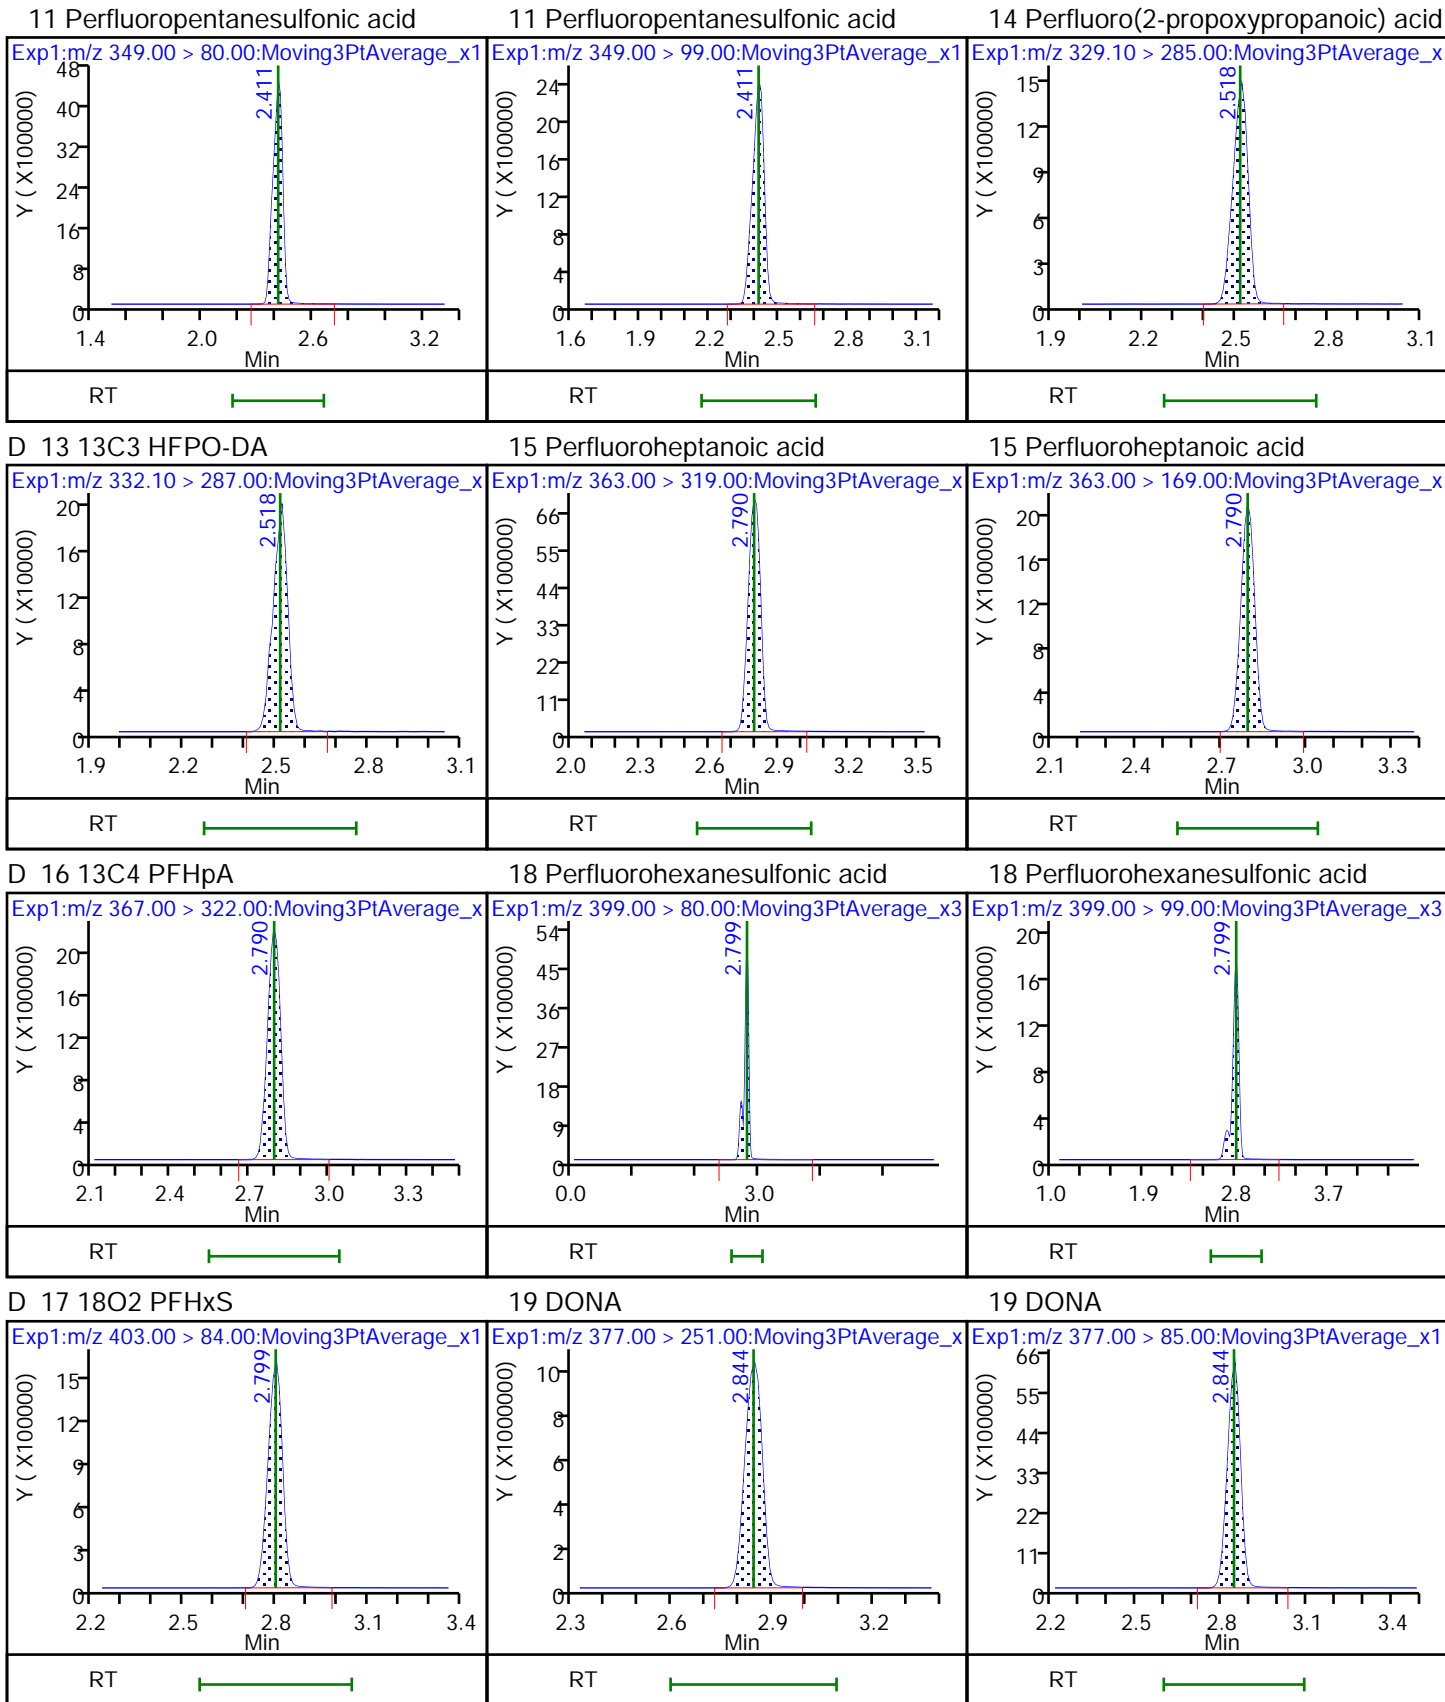 11 Perfluoropentanesulfonic acid
Exp1:m/z 349.00 > 80.00:Moving3PtAverage_x1
Y ( X100000)
48
40
32
24
16
8
0
2.411
1.4 2.0 2.6 3.2
Min
RT
11 Perfluoropentanesulfonic acid
Exp1:m/z 349.00 > 99.00:Moving3PtAverage_x1
Y ( X100000)
24
20
16
12
8
4
0
2.411
1.6 1.9 2.2 2.5 2.8 3.1
Min
RT
14 Perfluoro(2-propoxypropanoic) acid
Exp1:m/z 329.10 > 285.00:Moving3PtAverage_x
Y ( X100000)
15
12
9
6
3
0
2.518
1.9 2.2 2.5 2.8 3.1
Min
RT
D 13 13C3 HFPO-DA
Exp1:m/z 332.10 > 287.00:Moving3PtAverage_x
Y ( X100000)
20
16
12
8
4
0
2.518
1.9 2.2 2.5 2.8 3.1
Min
RT
15 Perfluoroheptanoic acid
Exp1:m/z 363.00 > 319.00:Moving3PtAverage_x
Y ( X100000)
66
55
44
33
22
11
0
2.790
2.0 2.3 2.6 2.9 3.2 3.5
Min
RT
15 Perfluoroheptanoic acid
Exp1:m/z 363.00 > 169.00:Moving3PtAverage_x
Y ( X100000)
20
16
12
8
4
0
2.790
2.1 2.4 2.7 3.0 3.3
Min
RT
D 16 13C4 PFHpA
Exp1:m/z 367.00 > 322.00:Moving3PtAverage_x
Y ( X100000)
20
16
12
8
4
0
2.790
2.1 2.4 2.7 3.0 3.3
Min
RT
18 Perfluorohexanesulfonic acid
Exp1:m/z 399.00 > 80.00:Moving3PtAverage_x3
Y ( X100000)
54
45
36
27
18
9
0
2.799
0.0 3.0
Min
RT
18 Perfluorohexanesulfonic acid
Exp1:m/z 399.00 > 99.00:Moving3PtAverage_x3
Y ( X100000)
20
16
12
8
4
0
2.799
1.0 1.9 2.8 3.7
Min
RT
D 17 18O2 PFHxS
Exp1:m/z 403.00 > 84.00:Moving3PtAverage_x1
Y ( X100000)
15
12
9
6
3
0
2.799
2.2 2.5 2.8 3.1 3.4
Min
RT
19 DONA
Exp1:m/z 377.00 > 251.00:Moving3PtAverage_x
Y ( X1000000)
10
8
6
4
2
0
2.844
2.3 2.6 2.9 3.2
Min
RT
19 DONA
Exp1:m/z 377.00 > 85.00:Moving3PtAverage_x1
Y ( X100000)
66
55
44
33
22
11
0
2.844
2.2 2.5 2.8 3.1 3.4
Min
RT